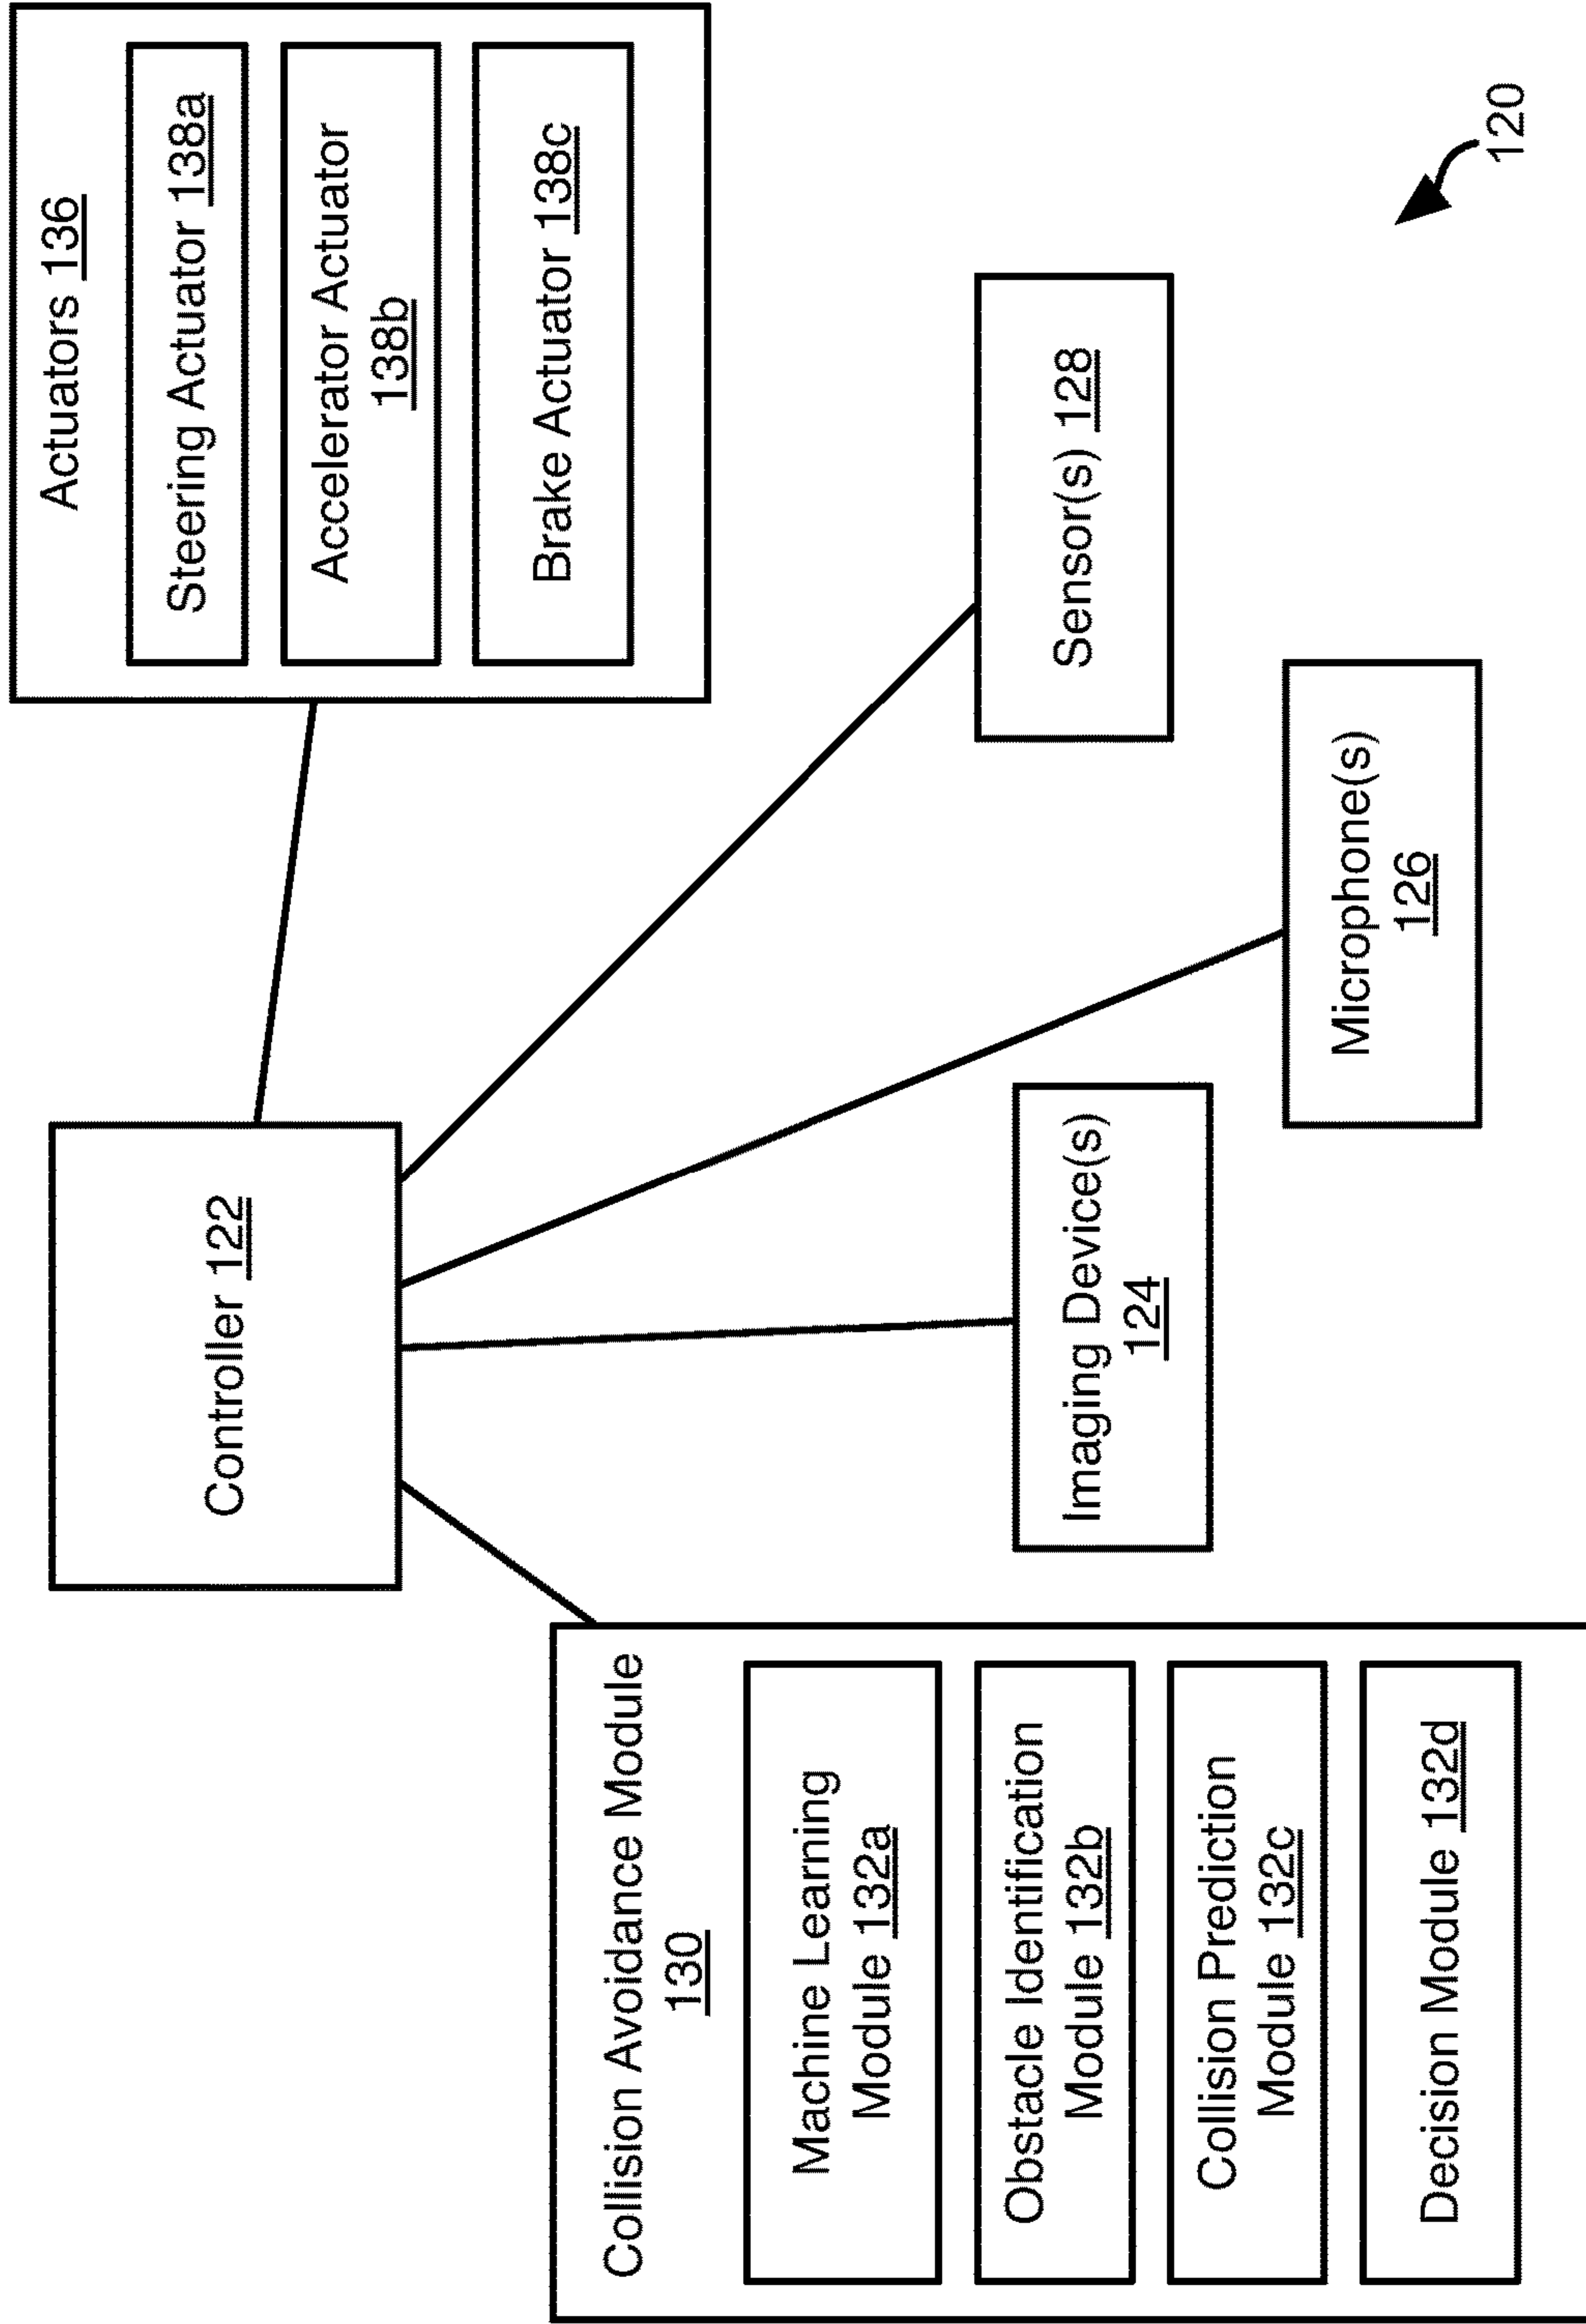 Controller 122
Collision Avoidance Module
130
Machine Learning
Module 132a
Obstacle Identification
Module 132b
Collision Prediction
Module 132c
Decision Module 132d
Imaging Device(s)
124
Microphone(s)
126
Sensor(s) 128
Actuators 136
Steering Actuator 138a
Accelerator Actuator
138b
Brake Actuator 138c
120